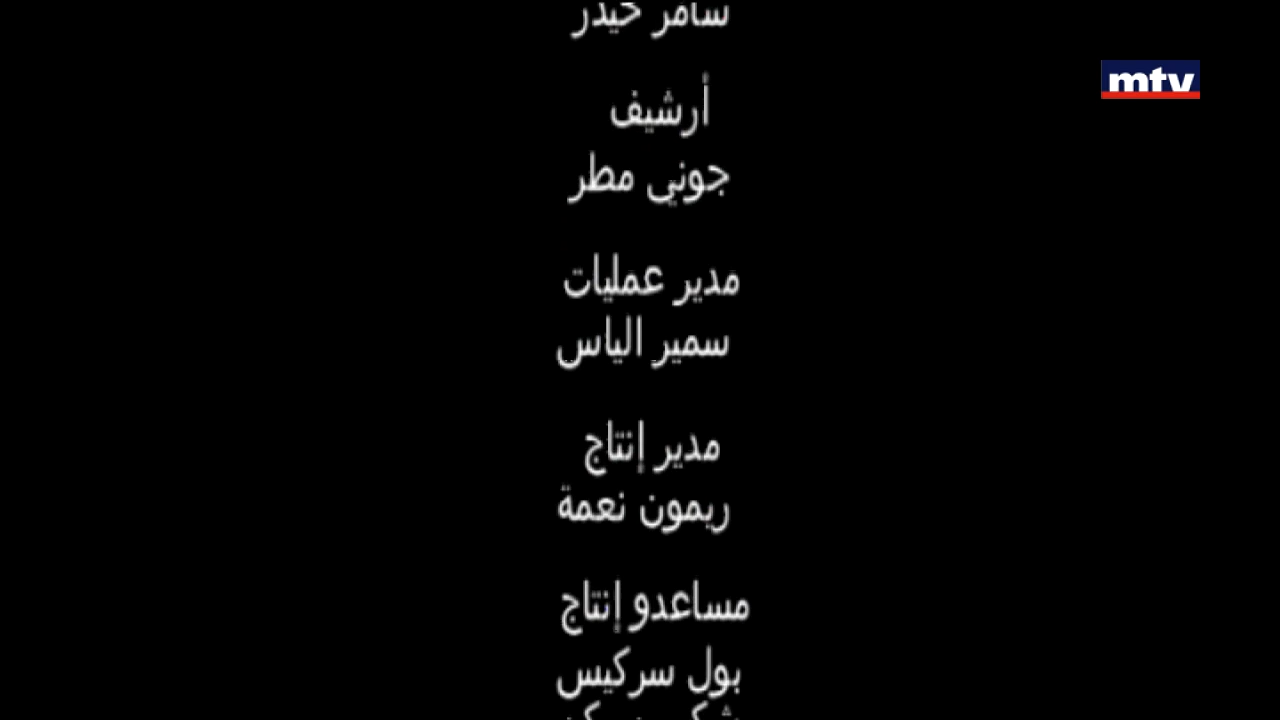 سامر حيدر
mtv
أرشيف
جوني مطر
مدير عمليات
سمير الياس
مدير إنتاج
ريمون نعمة
مساعدو إنتاج
بول سركيس